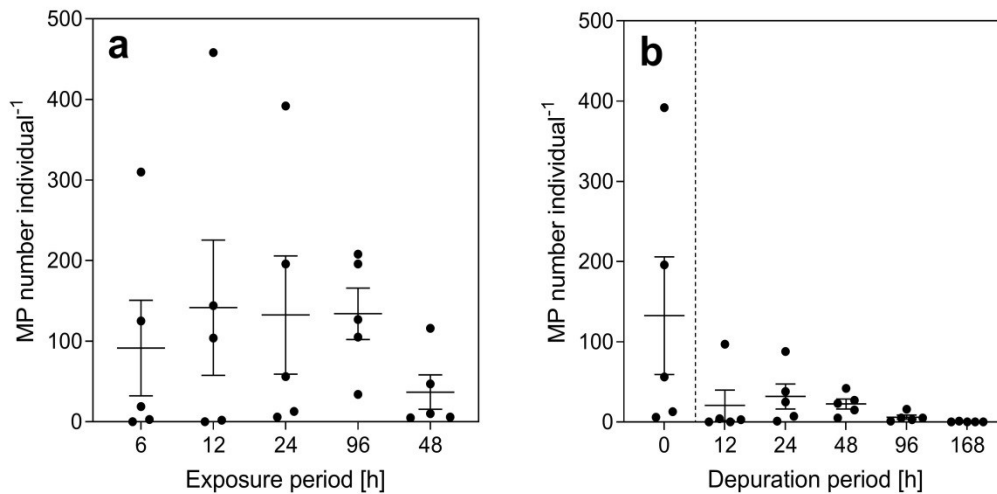 a
MP number individual-1
500
400
300
200
100
0
6 12 24 96 48
Exposure period [h]
b
MP number individual-1
500
400
300
200
100
0
0 12 24 48 96 168
Depuration period [h]